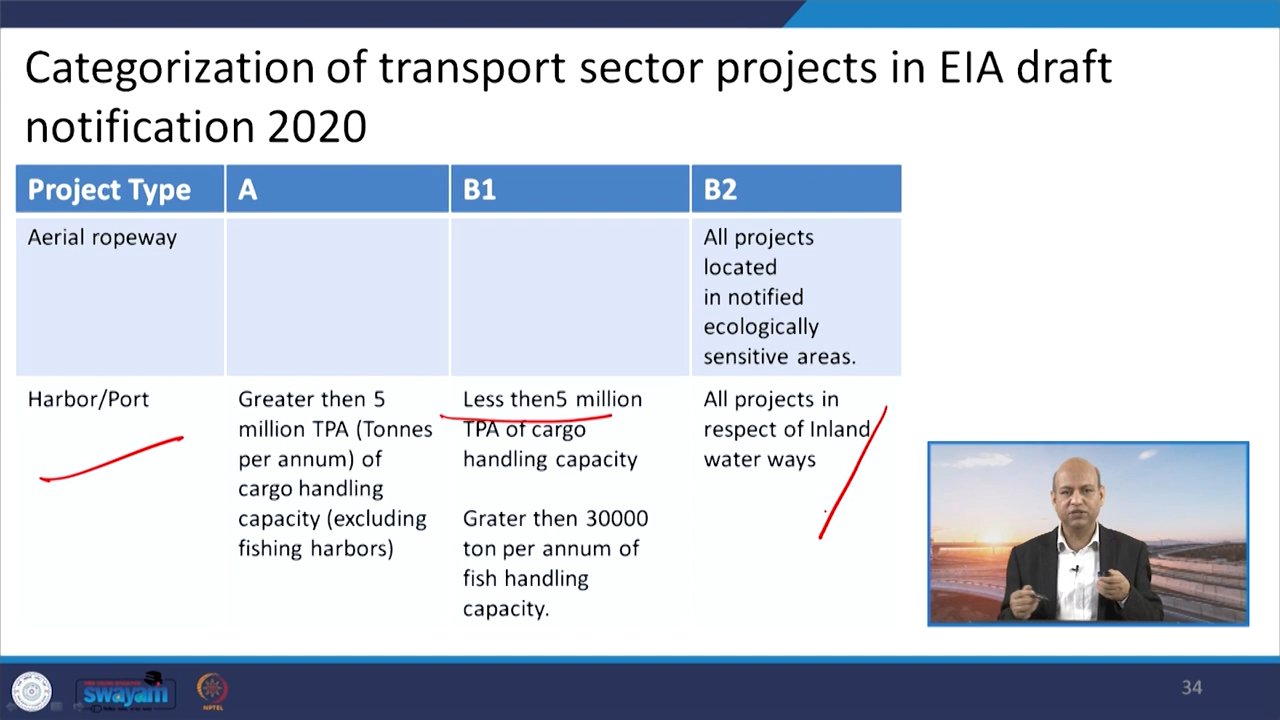 Categorization of transport sector projects in EIA draft
notification 2020
Project Type
A
B1
B2
Aerial ropeway
All projects
located
in notified
ecologically
sensitive areas.
Harbor/Port
Greater then 5
million TPA (Tonnes
per annum) of
cargo handling
capacity (excluding
fishing harbors)
Less then5 million
TPA of cargo
handling capacity
Grater then 30000
ton per annum of
fish handling
capacity.
All projects in
respect of Inland
water ways
swayam
NPTEL
34